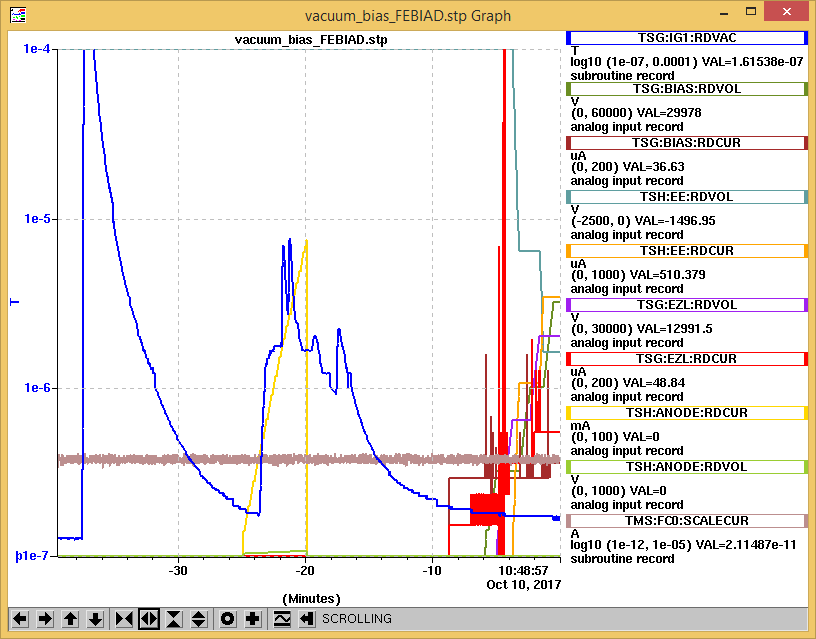 vacuum_bias_FEBIAD.stp Graph
vacuum_bias_FEBIAD.stp
1e-4
1e-5
T
1e-6
1e-7
-30
-20
-10
10:48:57
Oct 10, 2017
(Minutes)
TSG:IG1:RDVAC
T
log10 (1e-07, 0.0001) VAL=1.61538e-07
subroutine record
TSG:BIAS:RDVOL
V
(0, 60000) VAL=29978
analog input record
TSG:BIAS:RDCUR
uA
(0, 200) VAL=36.63
analog input record
TSH:EE:RDVOL
V
(-2500, 0) VAL=-1496.95
analog input record
TSH:EE:RDCUR
uA
(0, 1000) VAL=510.379
analog input record
TSG:EZL:RDVOL
V
(0, 30000) VAL=12991.5
analog input record
TSG:EZL:RDCUR
uA
(0, 200) VAL=48.84
analog input record
TSH:ANODE:RDCUR
mA
(0, 100) VAL=0
analog input record
TSH:ANODE:RDVOL
V
(0, 1000) VAL=0
analog input record
TMS:FC0:SCALECUR
A
log10 (1e-12, 1e-05) VAL=2.11487e-11
subroutine record
SCROLLING